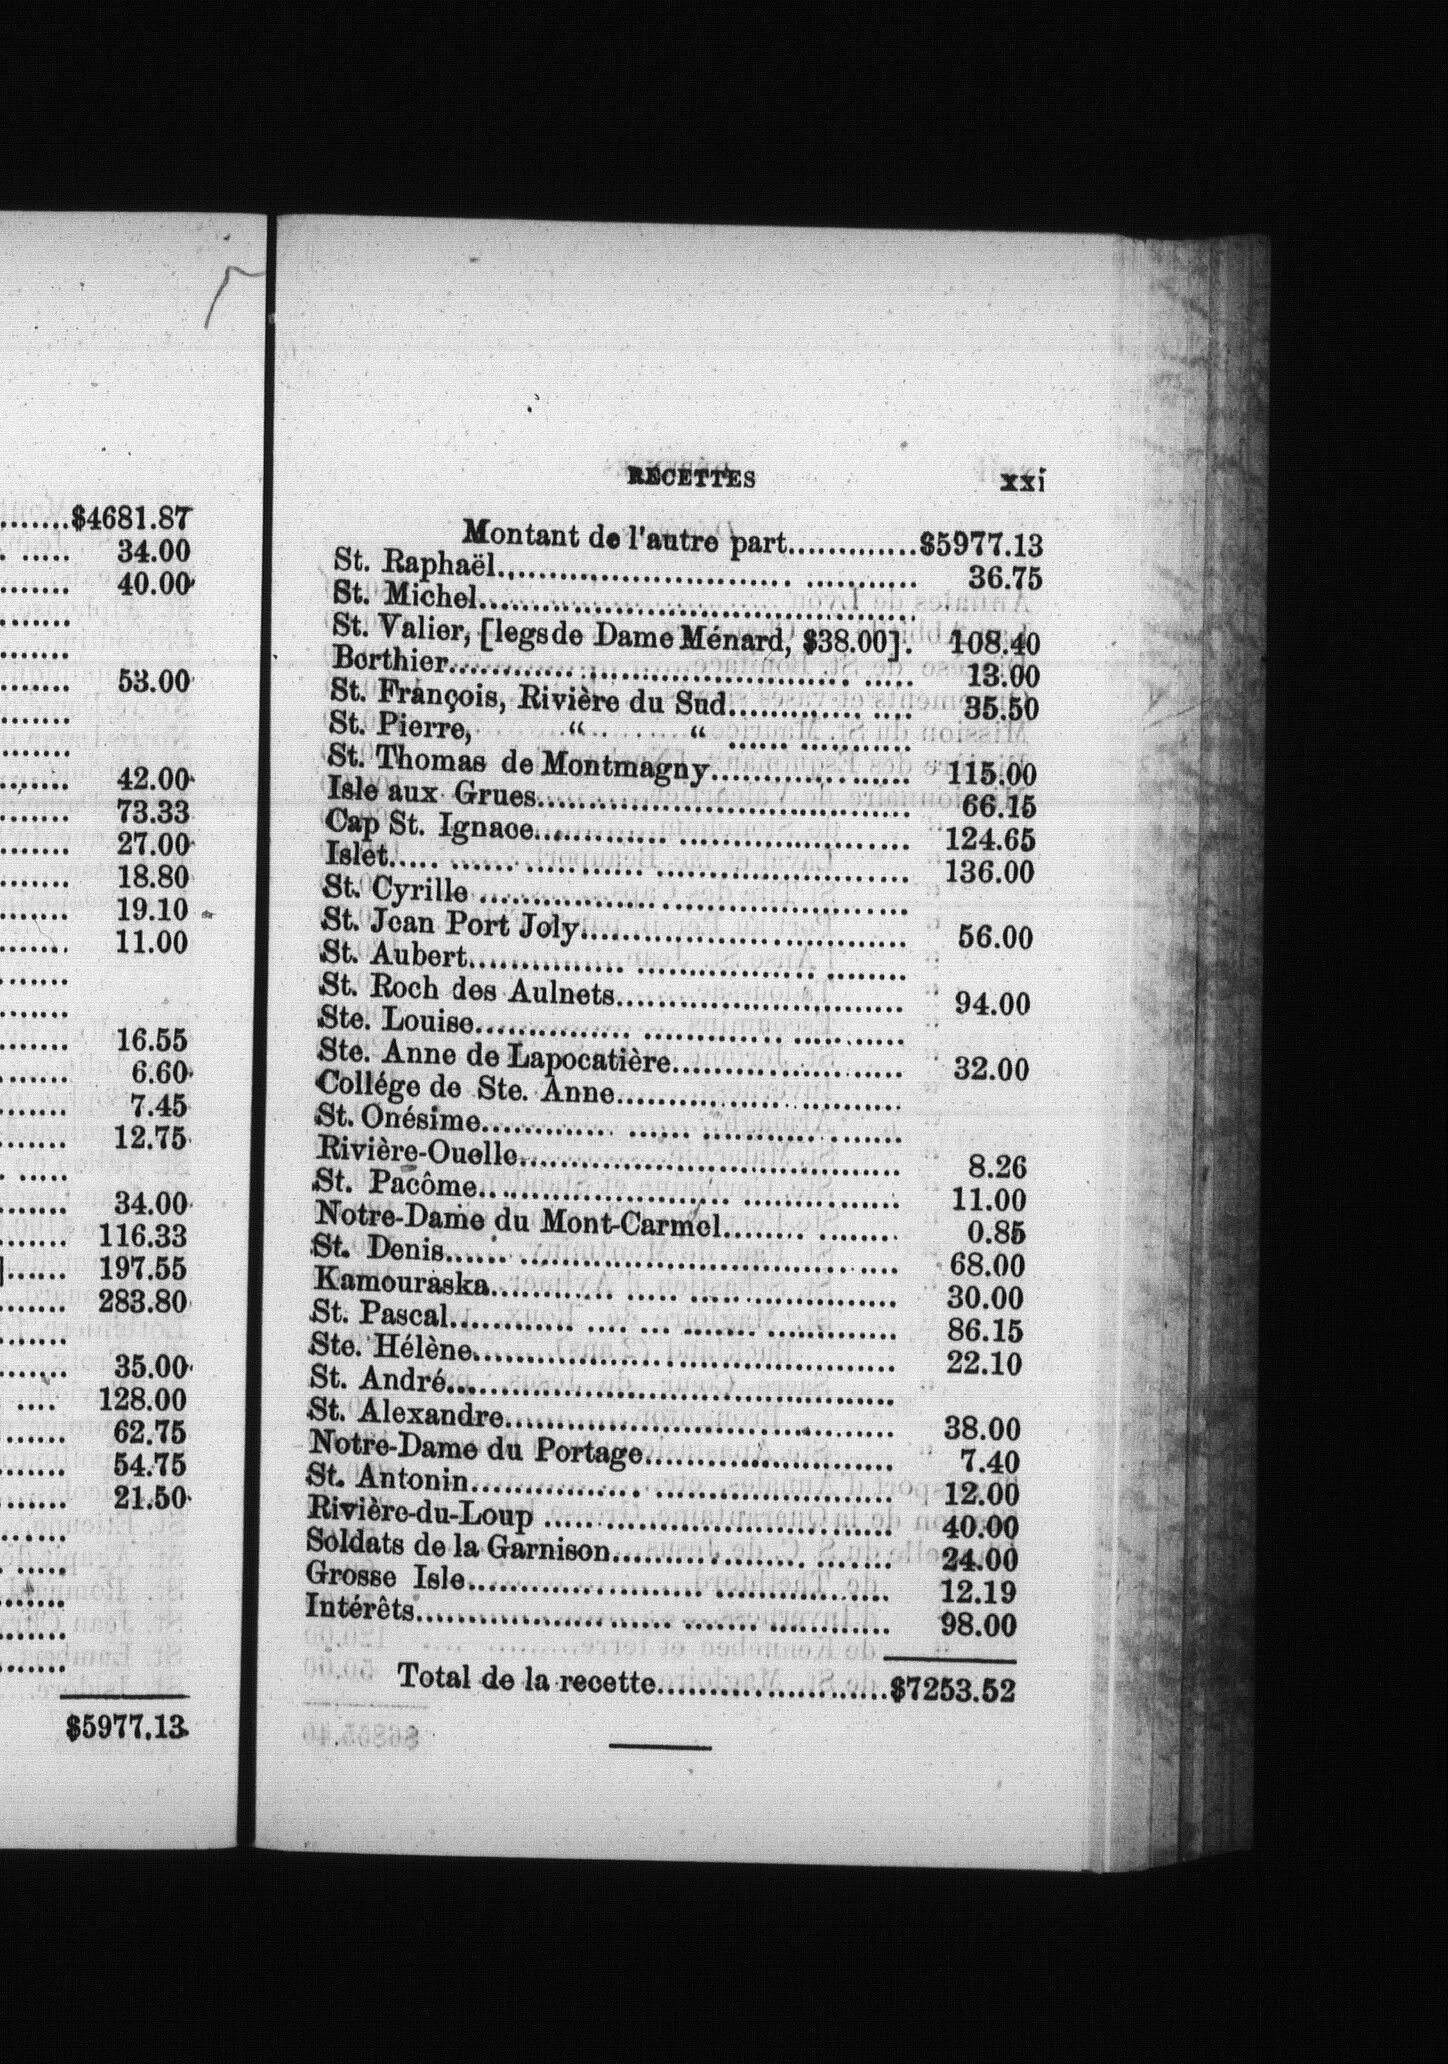 ........$4681.87
. ..... 34.00
........ 40.00
........
........
........ 53.00
........
........
........ 42.00
........ 73.33
........ 27.00
........ 18.80
........ 19.10
........ 11.00
........
........
........ 16.55
........ 6.60
........ 7.45
........ 12.75
. .....
........ 34.00
........ 116.33
]...... 197.55
........ 283.80
........
........ 35.00
.... 128.00
........ 62.75
........ 54.75
........ 21.50
........
........
........
........
........
$5977.13
RECETTES xxi
Montant de l'autre part............$5977.13
St. Raphaël........................... ........... 36.75
St. Michel..........................................
St. Valier, [legs de Dame Ménard, $38.00]. 108.40
Berthier............ ......................... ..... 13.00
St. François, Rivière du Sud............. .... 35.50
St. Pierre, “ “ ...... ...........
St. Thomas de Montmagny.............. ...... 115.00
Isle aux Grues.................................... 66.15
Cap St. Ignace............. ...................... 124.65
Islet..... ....... .... ...... ........................ 136.00
St. Cyrille ................ ........................
St. Jean Port Joly................................ 56.00
St. Aubert............... ..........................
St. Roch des Aulnets............................ 94.00
Ste. Louise............... ............... ... ......
Ste. Anne de Lapocatière....................... 32.00
Collége de Ste. Anne.................. .........
St. Onésime............. ...... ........... .......
Rivière-Ouelle..................................... 8.26
St. Pacôme.. ..................... ............... 11.00
Notre-Dame du Mont-Carmel........ ....... 0.85
St. Denis...... ............................... .... 68.00
Kamouraska............ .... ..... ............... 30.00
St. Pascal............ .... ... ....... ............ 86.15
Ste. Hélène................. ...................... 22.10
St. André...........................................
St. Alexandre..................................... 38.00
Notre-Dame du Portage........................ 7.40
St. Antonin................ ...................... 12.00
Rivière-du-Loup ..... .......................... 40.00
Soldats de la Garnison............. ........ ...... 24.00
Grosse Isle...................... ................ 12.19
Intérêts.................. ...... ....... ........... 98.00
Total de la recette......................$7253.52